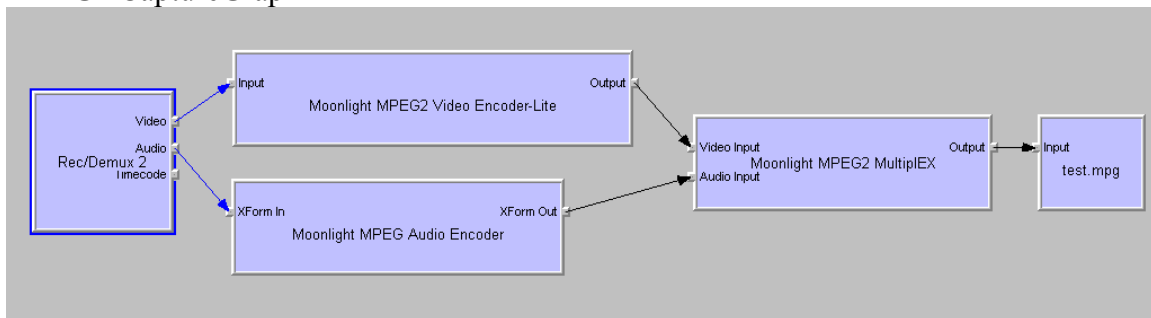 Video
Audio
Rec/Demux 2
Timecode
Input
Output
Moonlight MPEG2 Video Encoder-Lite
XForm In
XForm Out
Moonlight MPEG Audio Encoder
Video Input
Output
Moonlight MPEG2 MultiplEX
Audio Input
Input
test.mpg